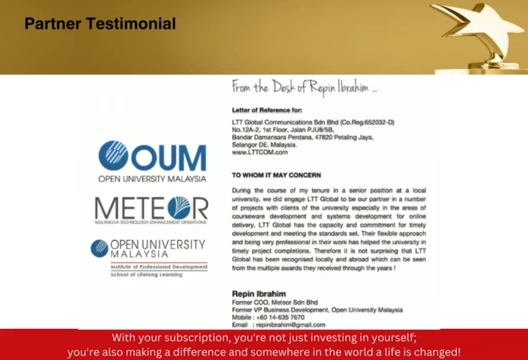 Partner Testimonial
From the Desk of Repin Ibrahim ...
Letter of Reference for:
LTT Global Communications Sdn Bhd (Co.Reg:652032-D)
No.12A-2, 1st Floor, Jalan PJU8/5B,
Bandar Damansara Perdana, 47820 Petaling Jaya,
Selangor DE, Malaysia.
www.LTTCOM.com
TO WHOM IT MAY CONCERN
During the course of my tenure in a senior position at a local
university, we did engage LTT Global to be our partner in a number
of projects with clients of the university especially in the areas of
courseware development and systems development for online
delivery. LTT Global has the capacity and commitment for timely
development and meeting the standards set. Their flexible approach
and being very professional in their work has helped the university in
timely project completions. Therefore it is not surprising that LTT
Global has been recognised locally and abroad which can be seen
from the multiple awards they received through the years !
Repin Ibrahim
Former COO, Meteor Sdn Bhd
Former VP Business Development, Open University Malaysia
Mobile : +60 14-635 7670
Email : repinibrahim@gmail.com
OUM
OPEN UNIVERSITY MALAYSIA
METEOR
MULTIMEDIA TECHNOLOGY ENHANCEMENT OPERATIONS
OPEN UNIVERSITY
MALAYSIA
Institute of Professional Development
School of Lifelong Learning
With your subscription, you're not just investing in yourself;
you're also making a difference and somewhere in the world a life is changed!